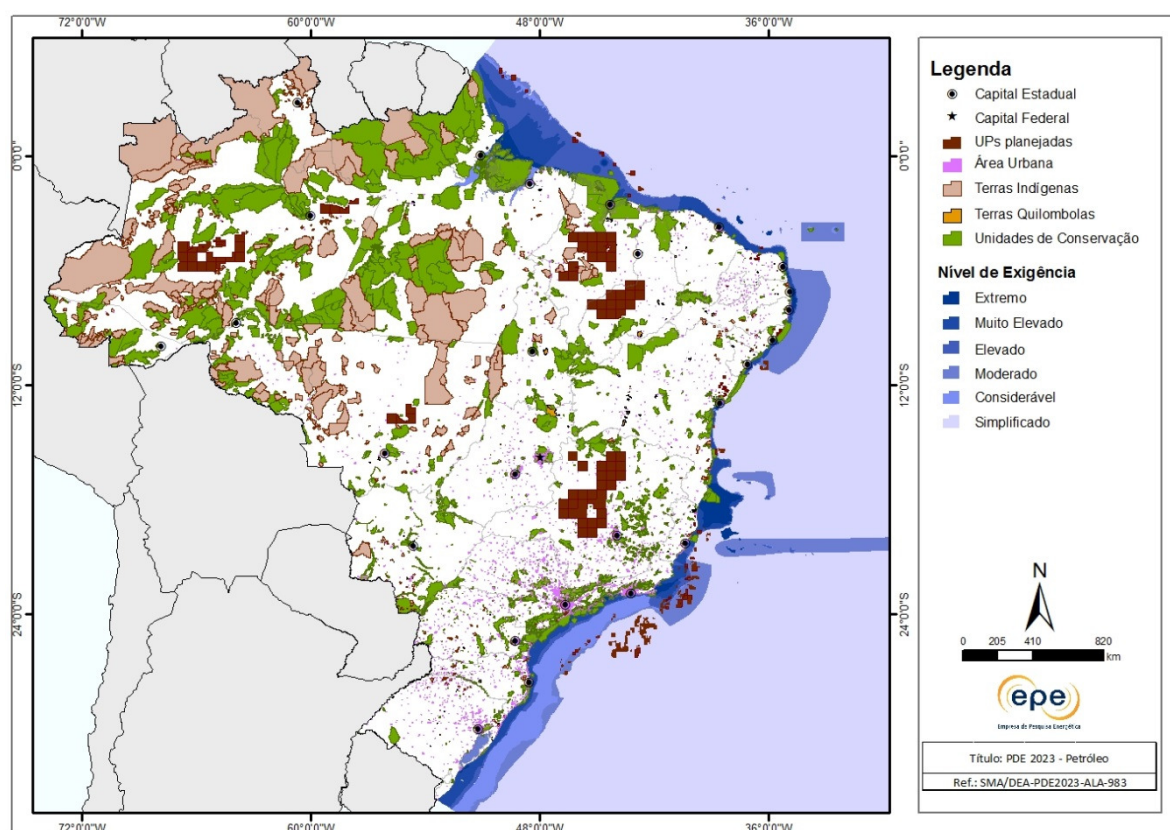 72°0'0"W 60°0'0"W 48°0'0"W 36°0'0"W
0°0'0" 0°0'0"
12°0'0"S 12°0'0"S
24°0'0"S 24°0'0"S
72°0'0"W 60°0'0"W 48°0'0"W 36°0'0"W
Legenda
Capital Estadual
Capital Federal
UPs planejadas
Área Urbana
Terras Indígenas
Terras Quilombolas
Unidades de Conservação
Nível de Exigência
Extremo
Muito Elevado
Elevado
Moderado
Considerável
Simplificado
N
0 205 410 820
km
epe
Empresa de Pesquisa Energética
Título: PDE 2023 - Petróleo
Ref.: SMA/DEA-PDE2023-ALA-983